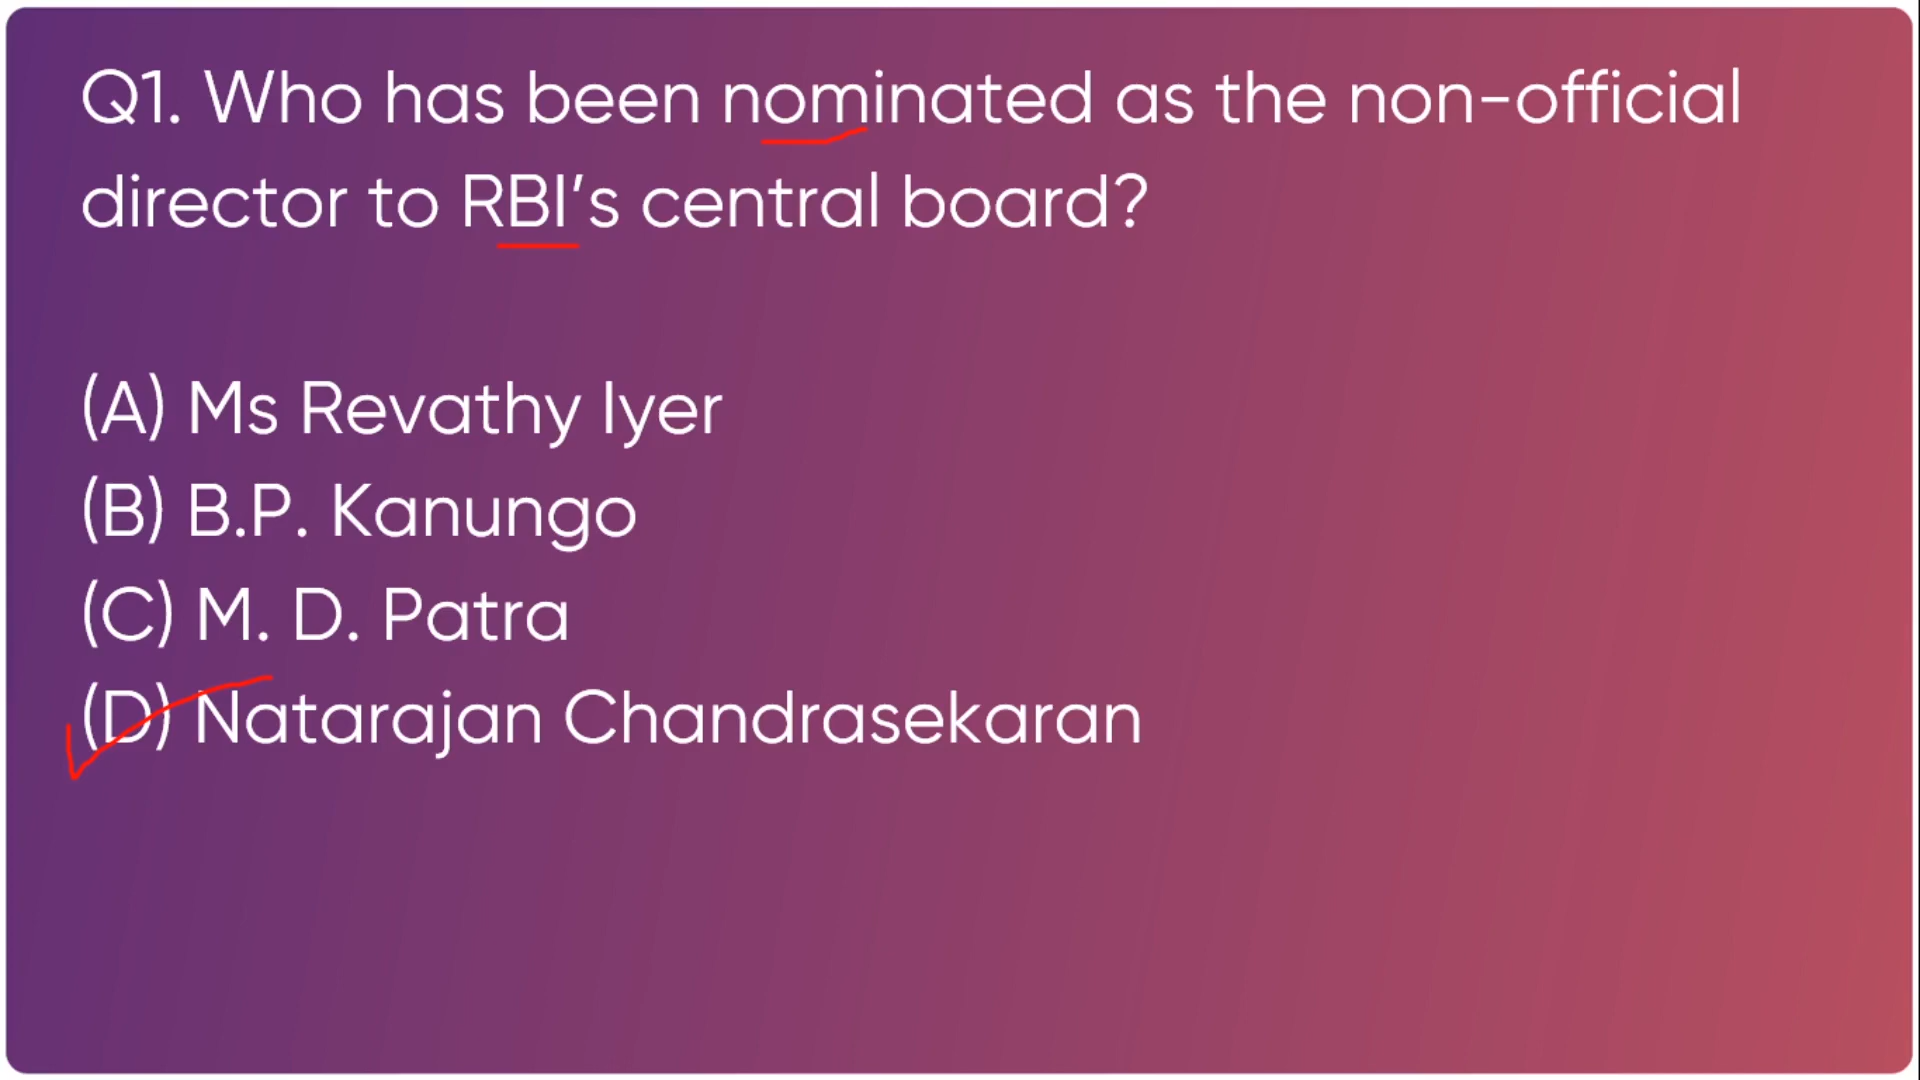 Q1. Who has been nominated as the non-official
director to RBI’s central board?
(A) Ms Revathy Iyer
(B) B.P. Kanungo
(C) M. D. Patra
(D) Natarajan Chandrasekaran